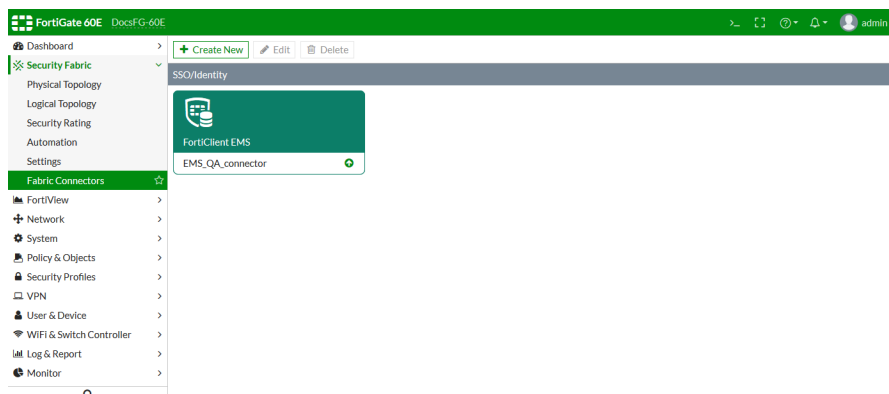 FortiGate 60E DocsFG-60E
>_ admin
Dashboard
Security Fabric
Physical Topology
Logical Topology
Security Rating
Automation
Settings
Fabric Connectors
FortiView
Network
System
Policy & Objects
Security Profiles
VPN
User & Device
WiFi & Switch Controller
Log & Report
Monitor
+ Create New Edit Delete
SSO/Identity
FortiClient EMS
EMS_QA_connector